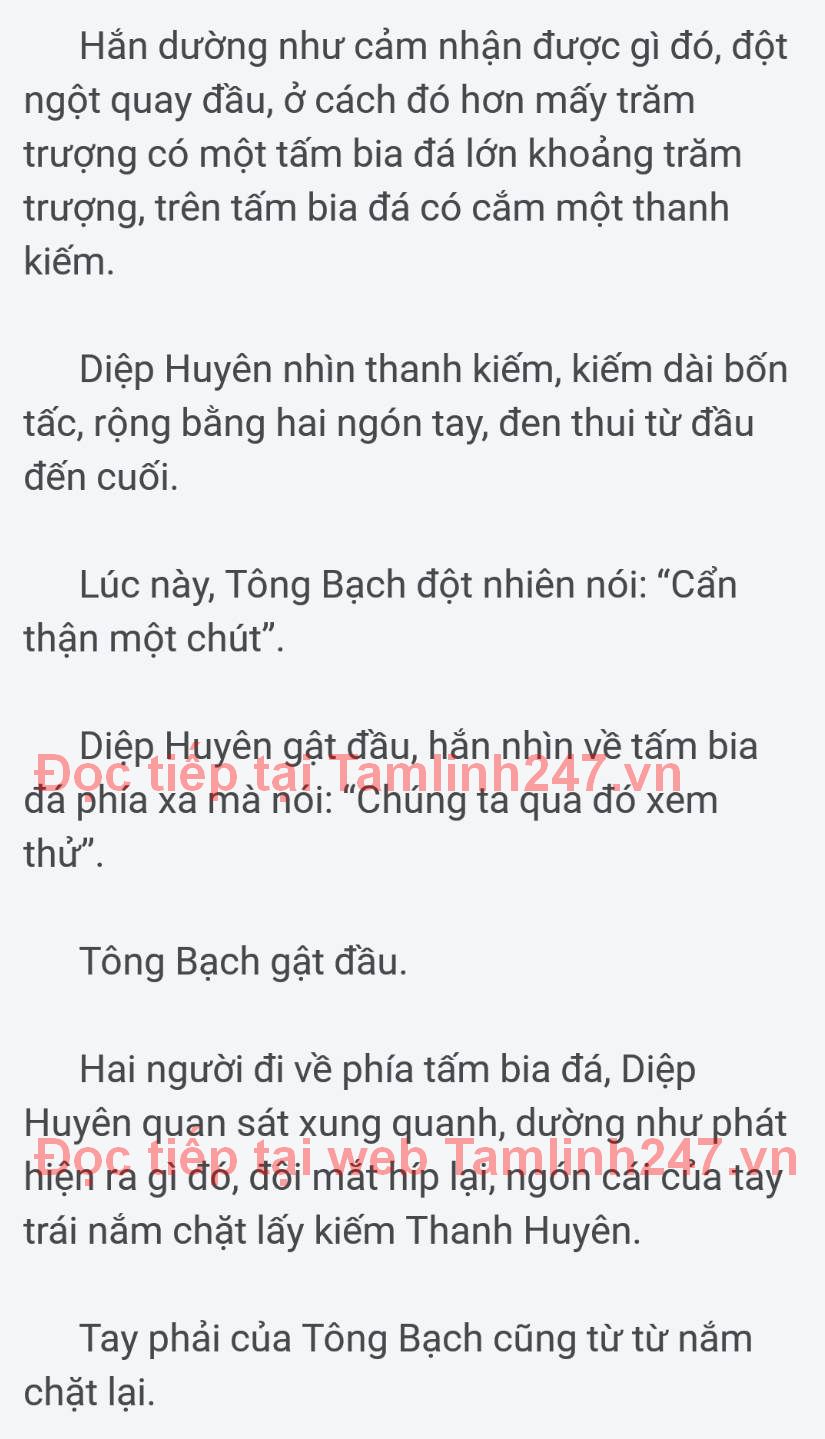 Hắn dường như cảm nhận được gì đó, đột
ngột quay đầu, ở cách đó hơn mấy trăm
trượng có một tấm bia đá lớn khoảng trăm
trượng, trên tấm bia đá có cắm một thanh
kiếm.
Diệp Huyên nhìn thanh kiếm, kiếm dài bốn
tấc, rộng bằng hai ngón tay, đen thui từ đầu
đến cuối.
Lúc này, Tông Bạch đột nhiên nói: “Cẩn
thận một chút”.
Diệp Huyên gật đầu, hắn nhìn về tấm bia
Đọc tiếp tại Tamlinh247.vn
đá phía xa mà nói: “Chúng ta qua đó xem
thử”.
Tông Bạch gật đầu.
Hai người đi về phía tấm bia đá, Diệp
Huyên quan sát xung quanh, dường như phát
Đọc tiếp tại web Tamlinh247.vn
hiện ra gì đó, đôi mắt híp lại, ngón cái của tay
trái nắm chặt lấy kiếm Thanh Huyên.
Tay phải của Tông Bạch cũng từ từ nắm
chặt lại.